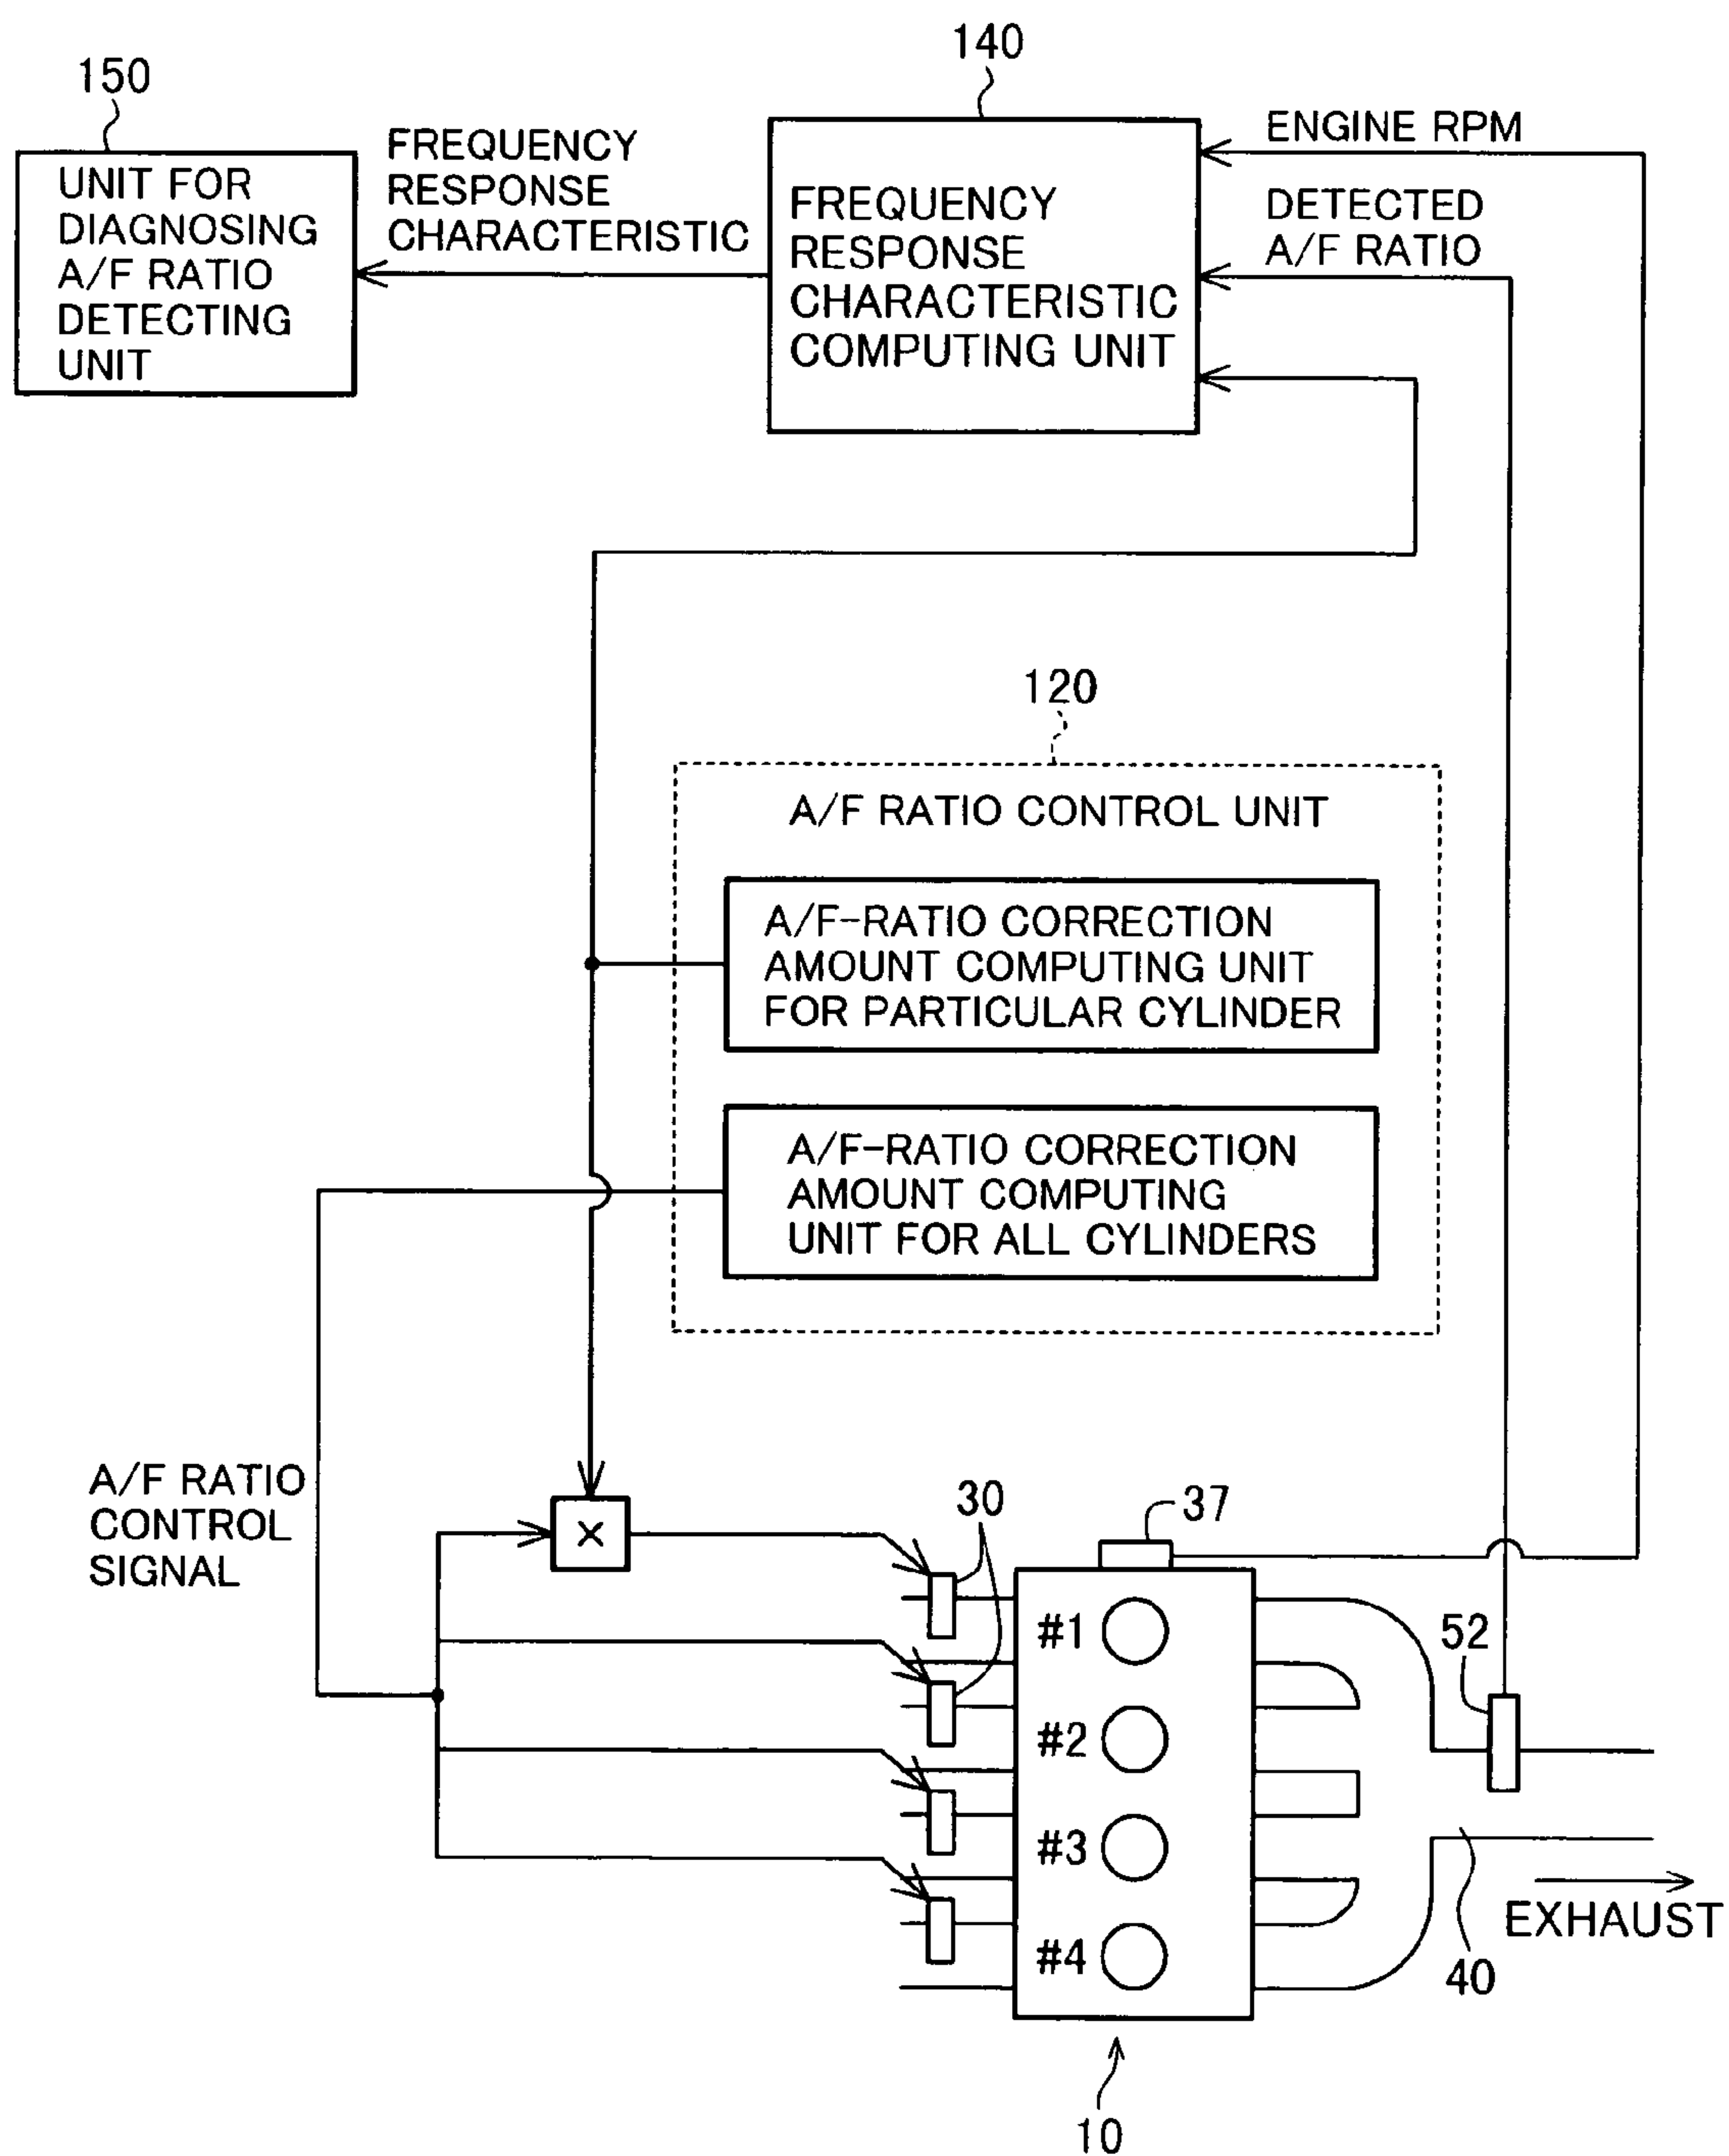 140
150
ENGINE RPM
FREQUENCY
RESPONSE
CHARACTERISTIC
UNIT FOR
DIAGNOSING
A/F RATIO
DETECTING
UNIT
FREQUENCY
RESPONSE
CHARACTERISTIC
COMPUTING UNIT
DETECTED
A/F RATIO
120
A/F RATIO CONTROL UNIT
A/F-RATIO CORRECTION
AMOUNT COMPUTING UNIT
FOR PARTICULAR CYLINDER
A/F-RATIO CORRECTION
AMOUNT COMPUTING
UNIT FOR ALL CYLINDERS
A/F RATIO
CONTROL
SIGNAL
×
30
37
#1
52
#2
#3
#4
EXHAUST
40
10